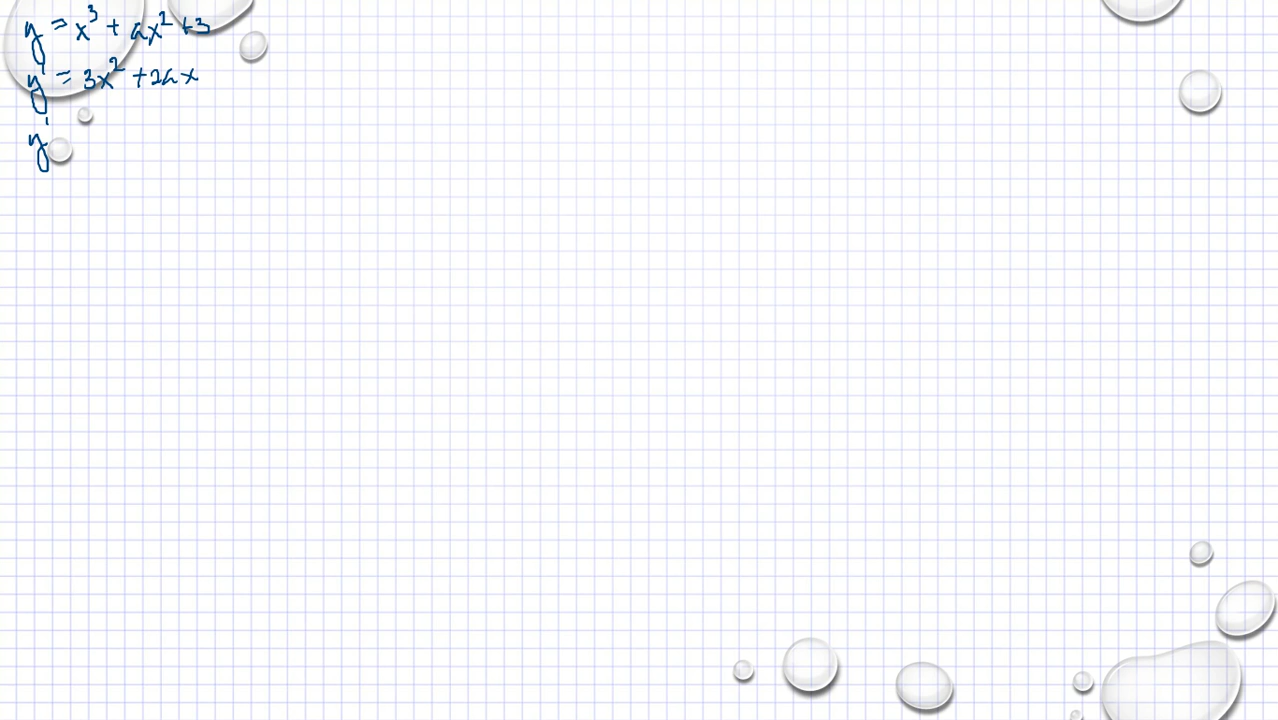 y = x³ + ax² + 3
y' = 3x² + 2ax
y'